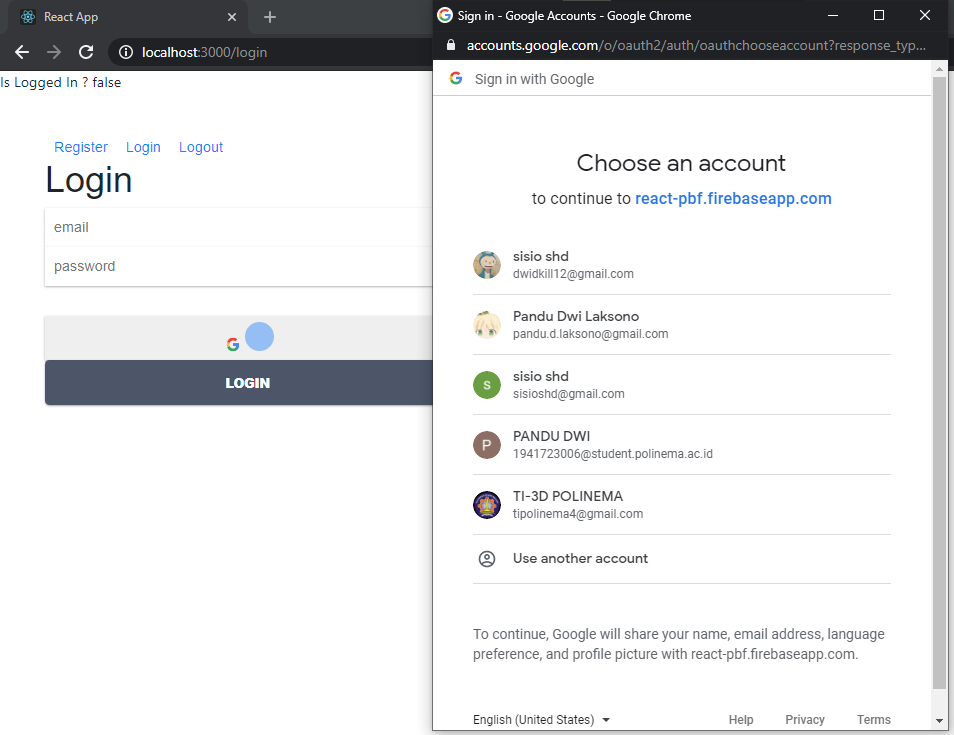 React App
localhost:3000/login
Is Logged In ? false
Register Login Logout
Login
email
password
LOGIN
Sign in - Google Accounts - Google Chrome
accounts.google.com/o/oauth2/auth/oauthchooseaccount?response_typ...
Sign in with Google
Choose an account
to continue to react-pbf.firebaseapp.com
sisio shd
dwidkill12@gmail.com
Pandu Dwi Laksono
pandu.d.laksono@gmail.com
S
sisio shd
sisioshd@gmail.com
P
PANDU DWI
1941723006@student.polinema.ac.id
TI-3D POLINEMA
tipolinema4@gmail.com
Use another account
To continue, Google will share your name, email address, language
preference, and profile picture with react-pbf.firebaseapp.com.
English (United States) Help Privacy Terms